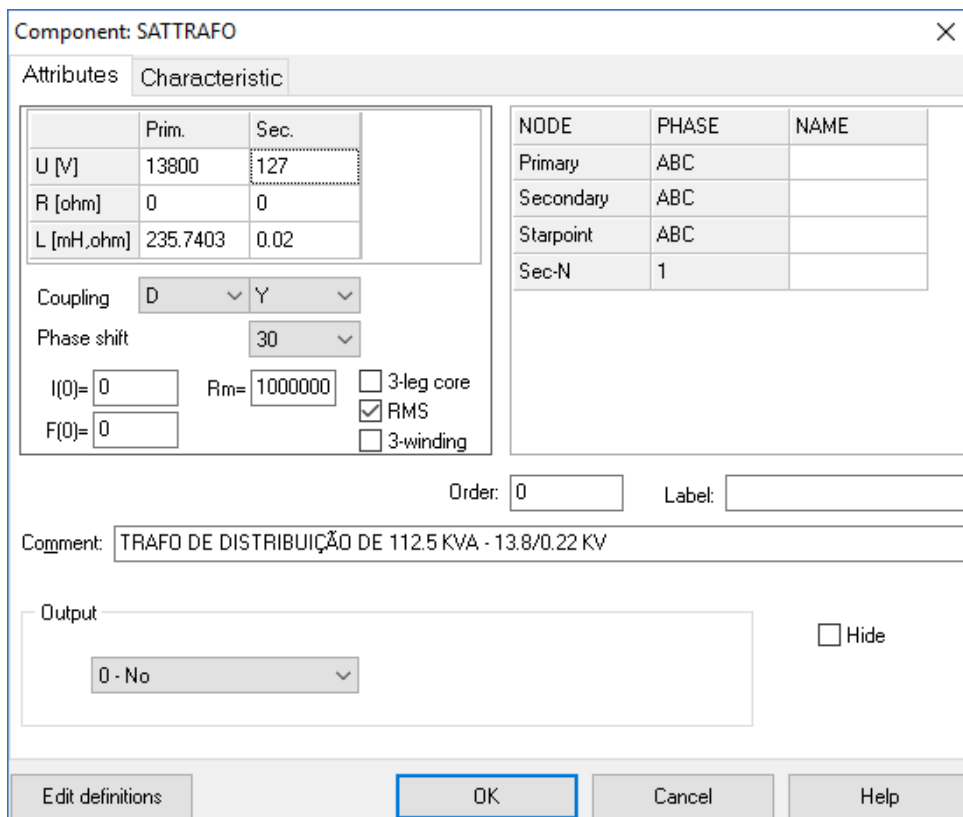 Component: SATTRAFO
Attributes Characteristic
Prim. Sec.
U [V] 13800 127
R [ohm] 0 0
L [mH,ohm] 235.7403 0.02
Coupling D Y
Phase shift 30
I(0)= 0 Rm= 1000000
F(0)= 0
3-leg core
RMS
3-winding
NODE PHASE NAME
Primary ABC
Secondary ABC
Starpoint ABC
Sec-N 1
Order: 0 Label:
Comment: TRAFO DE DISTRIBUIÇÃO DE 112.5 KVA - 13.8/0.22 KV
Output
0 - No
Hide
Edit definitions OK Cancel Help